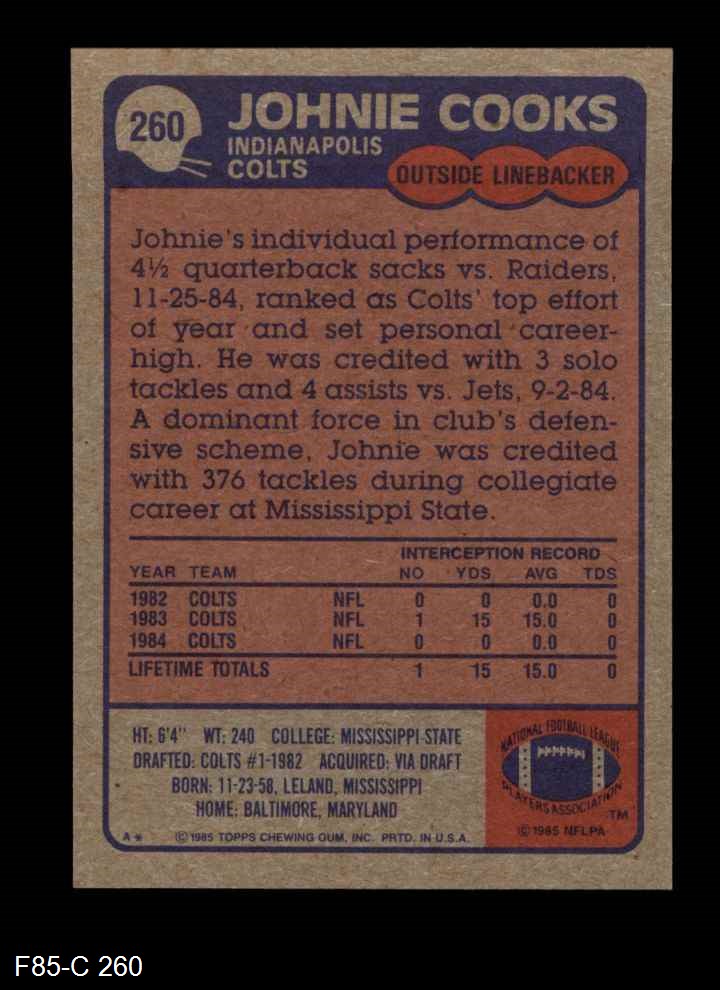 260
JOHNIE COOKS
INDIANAPOLIS
COLTS
OUTSIDE LINEBACKER
Johnie's individual performance of
4½ quarterback sacks vs. Raiders,
11-25-84, ranked as Colts' top effort
of year and set personal career-
high. He was credited with 3 solo
tackles and 4 assists vs. Jets, 9-2-84.
A dominant force in club's defen-
sive scheme, Johnie was credited
with 376 tackles during collegiate
career at Mississippi State.
INTERCEPTION RECORD
YEAR TEAM NO YDS AVG TDS
1982 COLTS NFL 0 0 0.0 0
1983 COLTS NFL 1 15 15.0 0
1984 COLTS NFL 0 0 0.0 0
LIFETIME TOTALS 1 15 15.0 0
HT: 6'4" WT: 240 COLLEGE: MISSISSIPPI STATE
DRAFTED: COLTS #1-1982 ACQUIRED: VIA DRAFT
BORN: 11-23-58, LELAND, MISSISSIPPI
HOME: BALTIMORE, MARYLAND
A* © 1985 TOPPS CHEWING GUM, INC. PRTD. IN U.S.A.
NATIONAL FOOTBALL LEAGUE
PLAYERS ASSOCIATION
TM
© 1985 NFLPA
F85-C 260